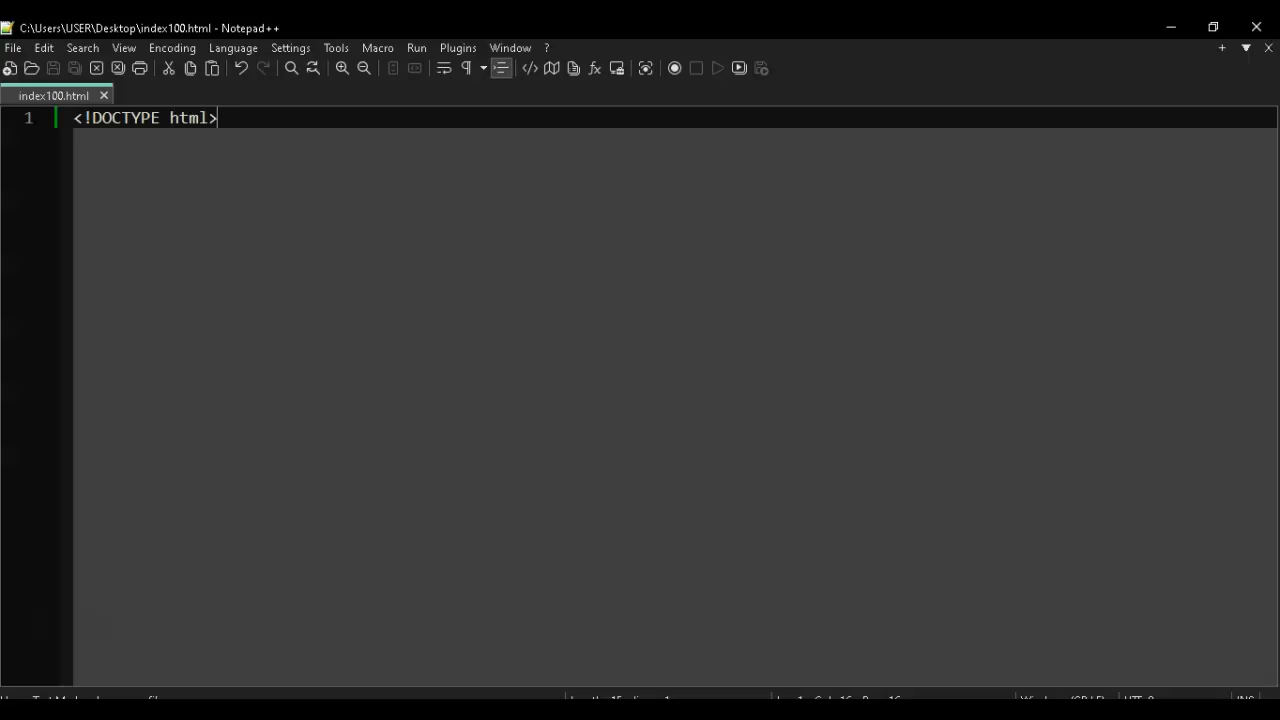 C:\Users\USER\Desktop\index100.html - Notepad++
File Edit Search View Encoding Language Settings Tools Macro Run Plugins Window ?
index100.html
1 <!DOCTYPE html>